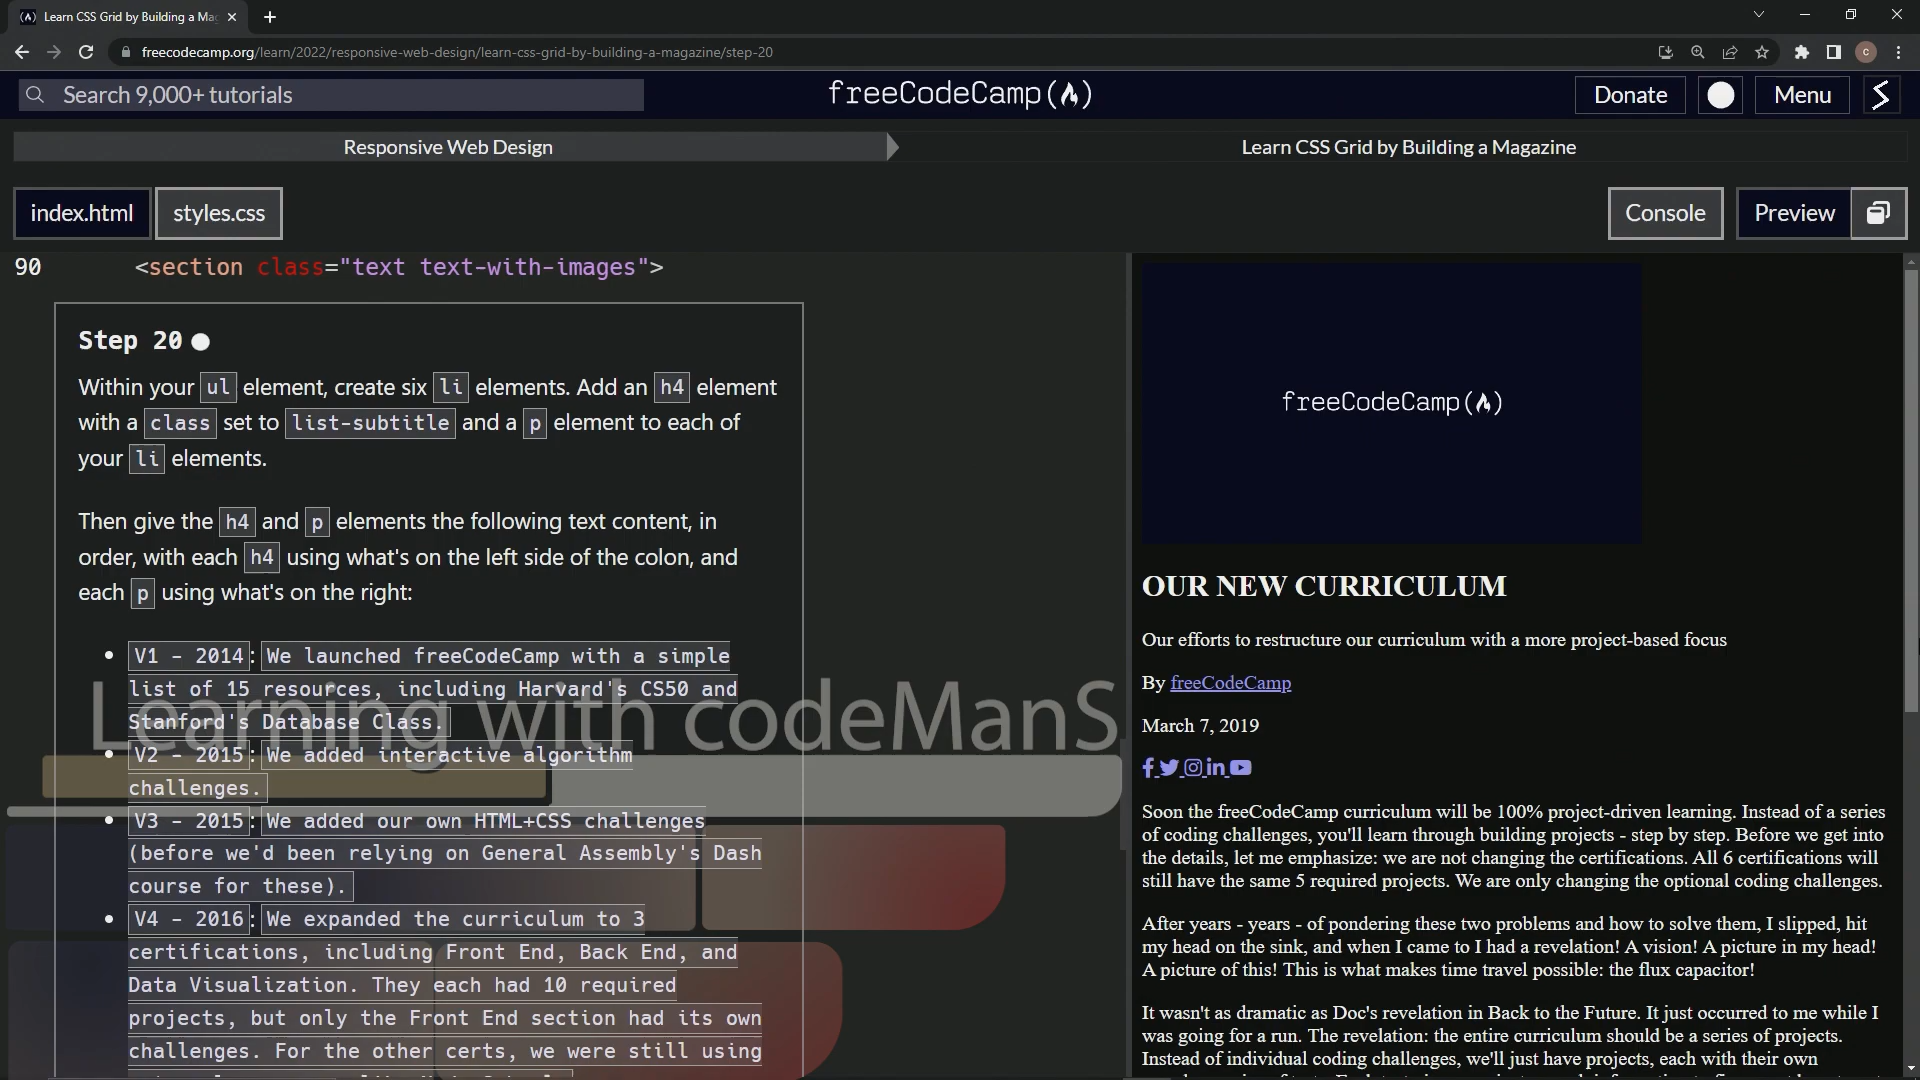 Learn CSS Grid by Building a Mag
freecodecamp.org/learn/2022/responsive-web-design/learn-css-grid-by-building-a-magazine/step-20
C
Search 9,000+ tutorials
freeCodeCamp
Donate
Menu
Responsive Web Design
Learn CSS Grid by Building a Magazine
index.html
styles.css
Console
Preview
90 <section class="text text-with-images">
Step 20
Within your ul element, create six li elements. Add an h4 element
with a class set to list-subtitle and a p element to each of
your li elements.
Then give the h4 and p elements the following text content, in
order, with each h4 using what's on the left side of the colon, and
each p using what's on the right:
V1 - 2014: We launched freeCodeCamp with a simple
list of 15 resources, including Harvard's CS50 and
Stanford's Database Class.
V2 - 2015: We added interactive algorithm
challenges.
V3 - 2015: We added our own HTML+CSS challenges
(before we'd been relying on General Assembly's Dash
course for these).
V4 - 2016: We expanded the curriculum to 3
certifications, including Front End, Back End, and
Data Visualization. They each had 10 required
projects, but only the Front End section had its own
challenges. For the other certs, we were still using
Learning with codeManS
freeCodeCamp
OUR NEW CURRICULUM
Our efforts to restructure our curriculum with a more project-based focus
By freeCodeCamp
March 7, 2019
Soon the freeCodeCamp curriculum will be 100% project-driven learning. Instead of a series
of coding challenges, you'll learn through building projects - step by step. Before we get into
the details, let me emphasize: we are not changing the certifications. All 6 certifications will
still have the same 5 required projects. We are only changing the optional coding challenges.
After years - years - of pondering these two problems and how to solve them, I slipped, hit
my head on the sink, and when I came to I had a revelation! A vision! A picture in my head!
A picture of this! This is what makes time travel possible: the flux capacitor!
It wasn't as dramatic as Doc's revelation in Back to the Future. It just occurred to me while I
was going for a run. The revelation: the entire curriculum should be a series of projects.
Instead of individual coding challenges, we'll just have projects, each with their own